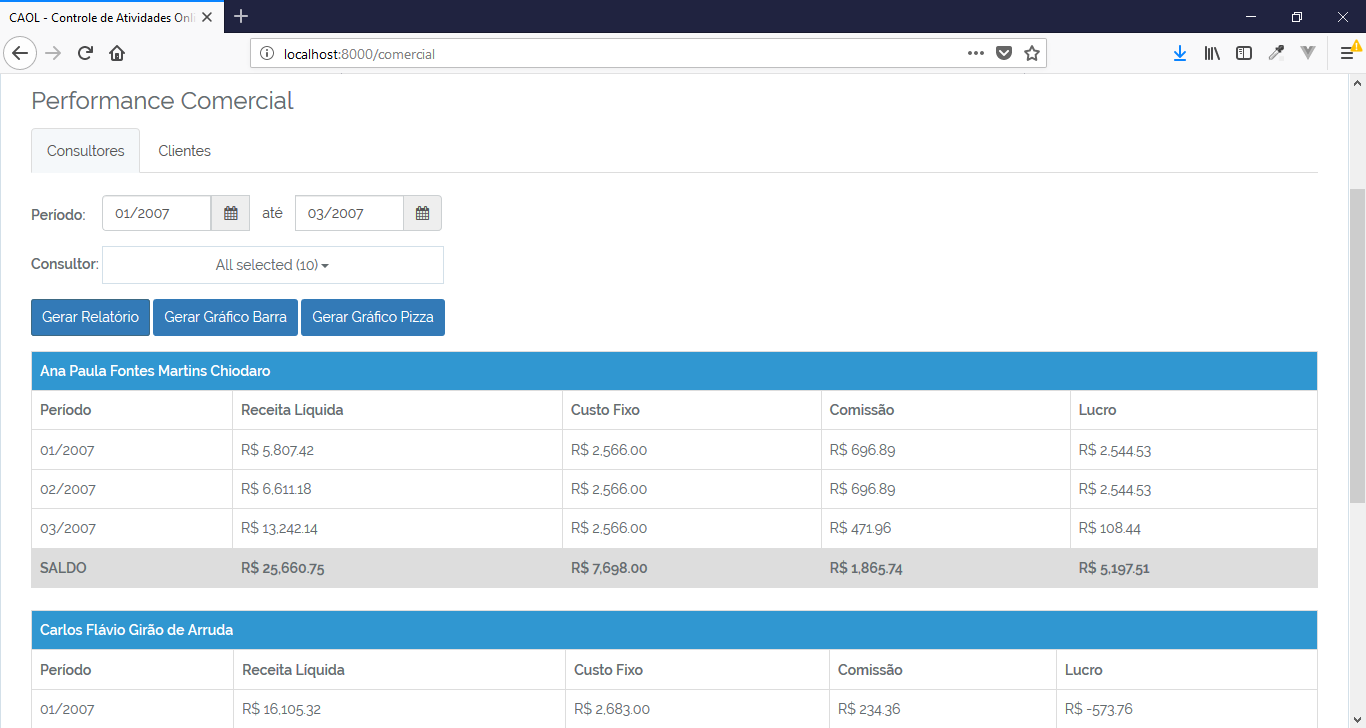 CAOL - Controle de Atividades Onli
localhost:8000/comercial
Performance Comercial
Consultores Clientes
Período: 01/2007 até 03/2007
Consultor: All selected (10)
Gerar Relatório Gerar Gráfico Barra Gerar Gráfico Pizza
Ana Paula Fontes Martins Chiodaro
Período Receita Líquida Custo Fixo Comissão Lucro
01/2007 R$ 5,807.42 R$ 2,566.00 R$ 696.89 R$ 2,544.53
02/2007 R$ 6,611.18 R$ 2,566.00 R$ 696.89 R$ 2,544.53
03/2007 R$ 13,242.14 R$ 2,566.00 R$ 471.96 R$ 108.44
SALDO R$ 25,660.75 R$ 7,698.00 R$ 1,865.74 R$ 5,197.51
Carlos Flávio Girão de Arruda
Período Receita Líquida Custo Fixo Comissão Lucro
01/2007 R$ 16,105.32 R$ 2,683.00 R$ 234.36 R$ -573.76